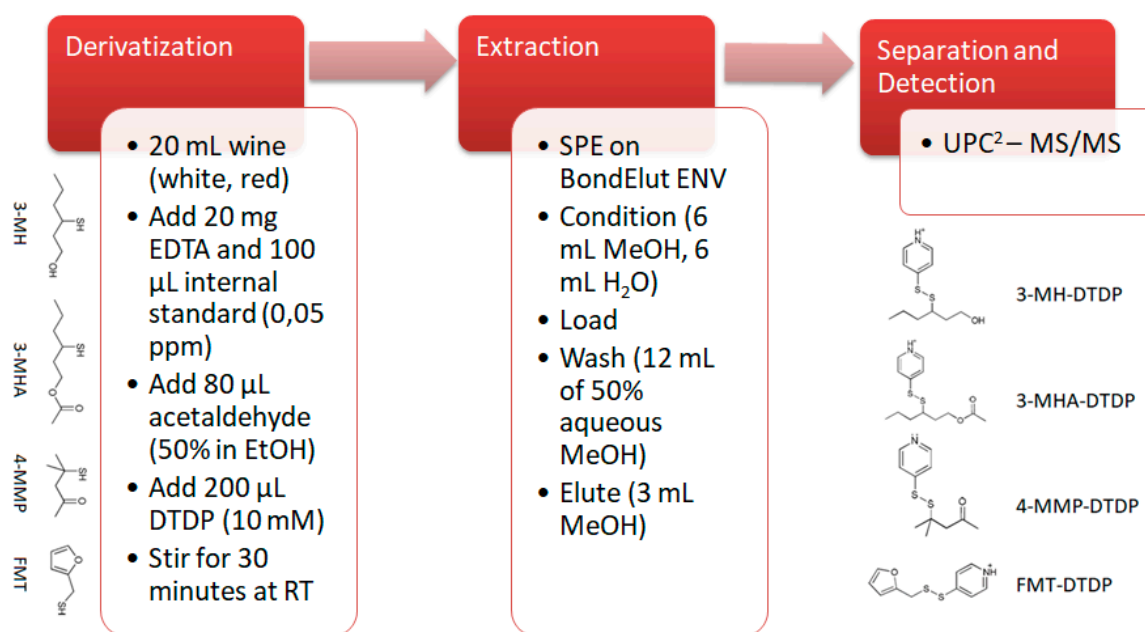 Derivatization
• 20 mL wine
(white, red)
• Add 20 mg
EDTA and 100
µL internal
standard (0,05
ppm)
• Add 80 µL
acetaldehyde
(50% in EtOH)
• Add 200 µL
DTDP (10 mM)
• Stir for 30
minutes at RT
3-MH
SH
OH
3-MHA
SH
O
O
4-MMP
SH
O
FMT
O
SH
Extraction
• SPE on
BondElut ENV
• Condition (6
mL MeOH, 6
mL H₂O)
• Load
• Wash (12 mL
of 50%
aqueous
MeOH)
• Elute (3 mL
MeOH)
Separation and
Detection
• UPC² – MS/MS
H⁺
N
S
S
OH
3-MH-DTDP
H⁺
N
S
S
O
O
3-MHA-DTDP
N
S
S
O
4-MMP-DTDP
O
S
S
NH
+
FMT-DTDP